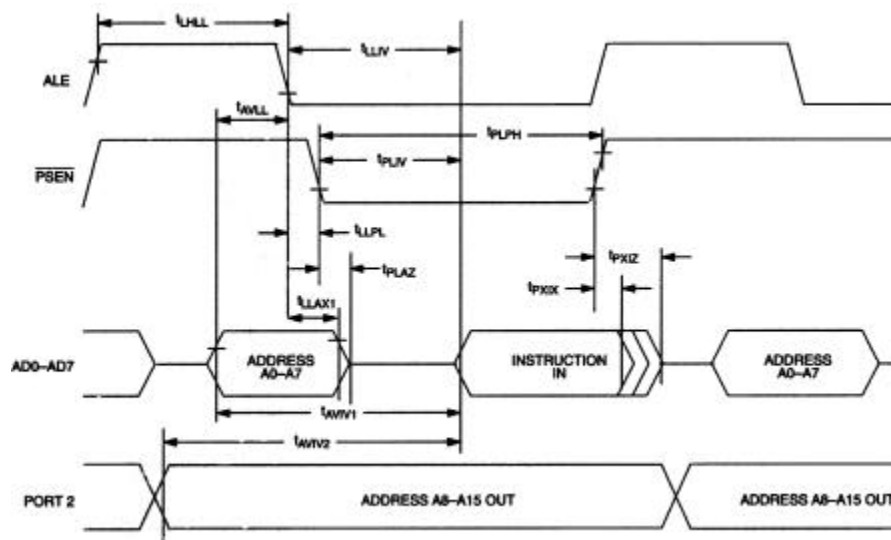 tLHLL
tLLIV
ALE
tAVLL
tPLPH
PSEN
tPLIV
tLLPL
tPXIZ
tPLAZ
tPXIX
tLLAX1
AD0–AD7
ADDRESS
A0–A7
INSTRUCTION
IN
ADDRESS
A0–A7
tAVIV1
tAVIV2
PORT 2
ADDRESS A8–A15 OUT
ADDRESS A8–A15 OUT